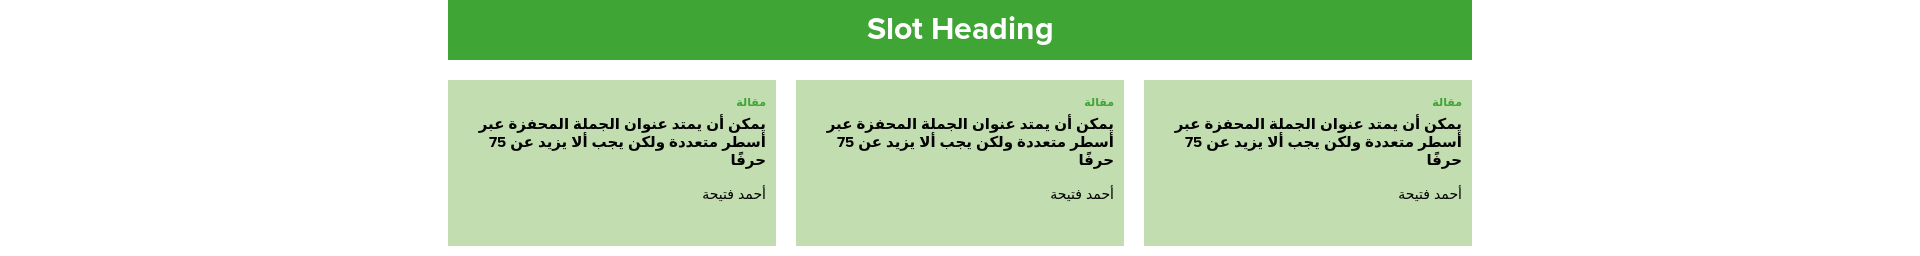 Slot Heading
مقالة
يمكن أن يمتد عنوان الجملة المحفزة عبر
أسطر متعددة ولكن يجب ألا يزيد عن 75
حرفًا
أحمد فتيحة
مقالة
يمكن أن يمتد عنوان الجملة المحفزة عبر
أسطر متعددة ولكن يجب ألا يزيد عن 75
حرفًا
أحمد فتيحة
مقالة
يمكن أن يمتد عنوان الجملة المحفزة عبر
أسطر متعددة ولكن يجب ألا يزيد عن 75
حرفًا
أحمد فتيحة